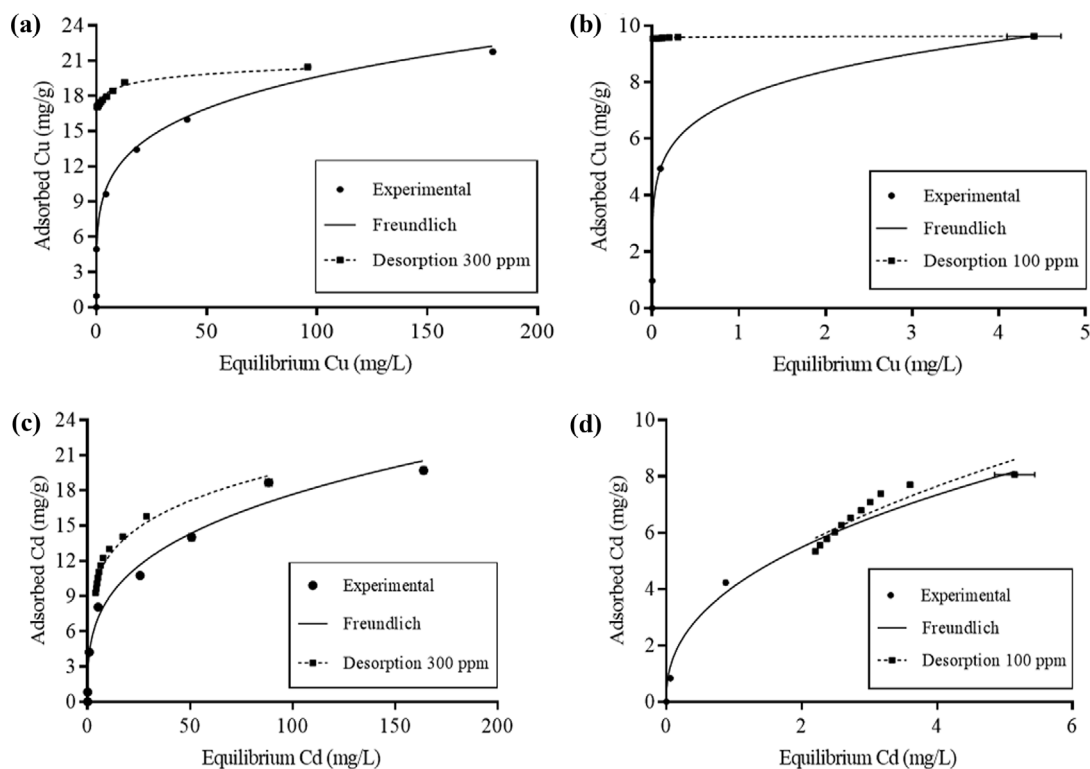 (a)
24
21
18
15
12
9
6
3
0
Adsorbed Cu (mg/g)
Experimental
Freundlich
Desorption 300 ppm
0 50 100 150 200
Equilibrium Cu (mg/L)
(b)
10
8
6
4
2
0
Adsorbed Cu (mg/g)
Experimental
Freundlich
Desorption 100 ppm
0 1 2 3 4 5
Equilibrium Cu (mg/L)
(c)
24
21
18
15
12
9
6
3
0
Adsorbed Cd (mg/g)
Experimental
Freundlich
Desorption 300 ppm
0 50 100 150 200
Equilibrium Cd (mg/L)
(d)
10
8
6
4
2
0
Adsorbed Cd (mg/g)
Experimental
Freundlich
Desorption 100 ppm
0 2 4 6
Equilibrium Cd (mg/L)